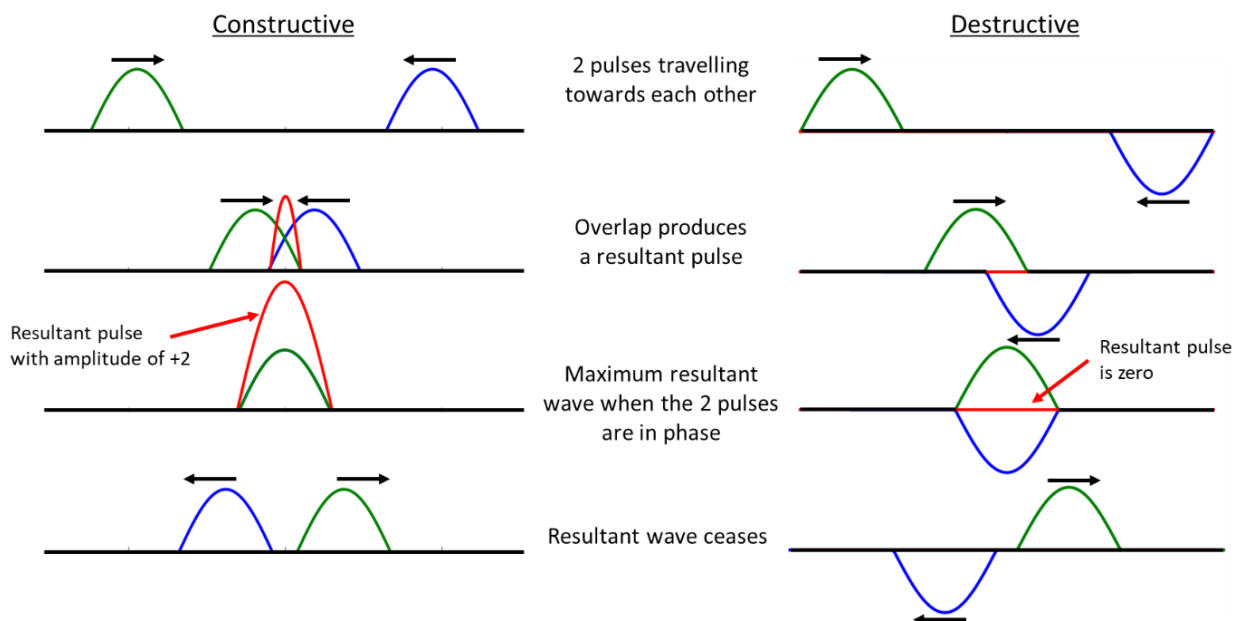 Constructive
Destructive
2 pulses travelling
towards each other
Overlap produces
a resultant pulse
Resultant pulse
with amplitude of +2
Maximum resultant
wave when the 2 pulses
are in phase
Resultant pulse
is zero
Resultant wave ceases